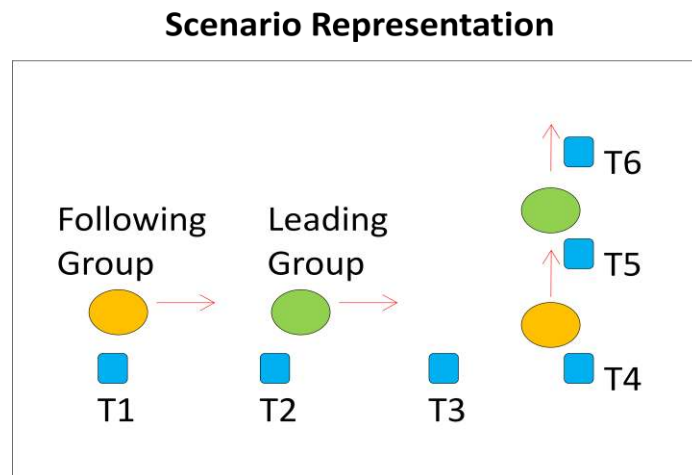 Scenario Representation
Following
Group
Leading
Group
T1
T2
T3
T4
T5
T6